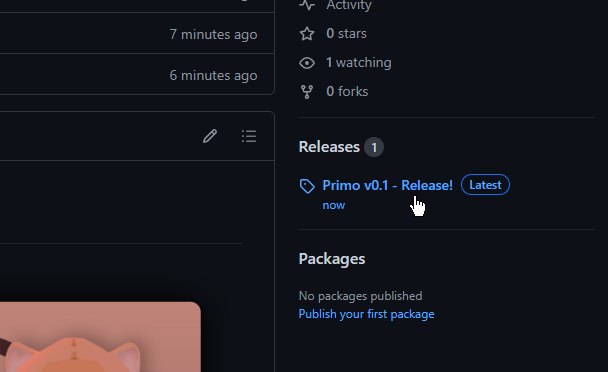 Activity
7 minutes ago
0 stars
1 watching
6 minutes ago
0 forks
Releases 1
Primo v0.1 - Release! Latest
now
Packages
No packages published
Publish your first package